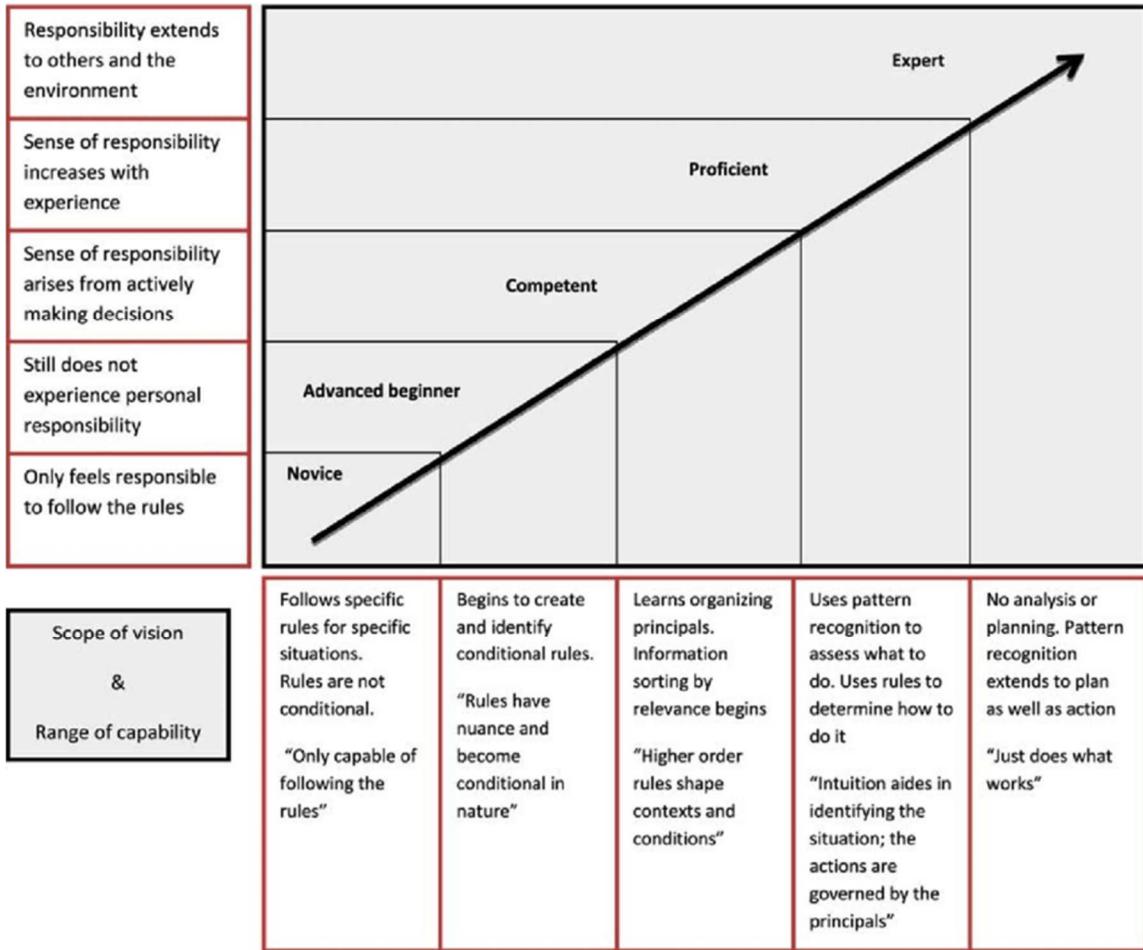 Responsibility extends
to others and the
environment
Sense of responsibility
increases with
experience
Sense of responsibility
arises from actively
making decisions
Still does not
experience personal
responsibility
Only feels responsible
to follow the rules
Expert
Proficient
Competent
Advanced beginner
Novice
Scope of vision
&
Range of capability
Follows specific
rules for specific
situations.
Rules are not
conditional.
“Only capable of
following the
rules”
Begins to create
and identify
conditional rules.
“Rules have
nuance and
become
conditional in
nature”
Learns organizing
principals.
Information
sorting by
relevance begins
“Higher order
rules shape
contexts and
conditions”
Uses pattern
recognition to
assess what to
do. Uses rules to
determine how to
do it
“Intuition aides in
identifying the
situation; the
actions are
governed by the
principals”
No analysis or
planning. Pattern
recognition
extends to plan
as well as action
“Just does what
works”